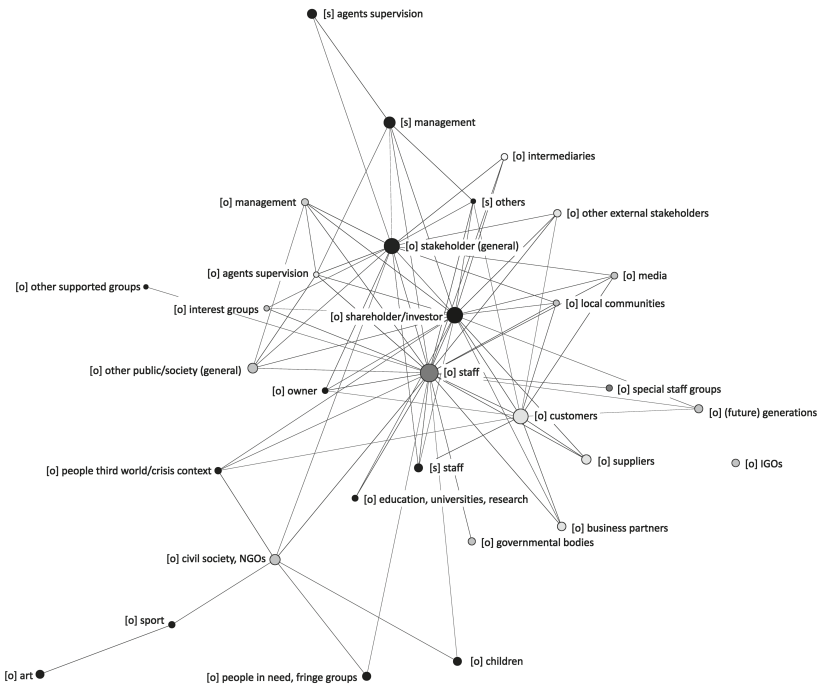 [s] agents supervision
[s] management
[o] intermediaries
[o] management
[s] others
[o] other external stakeholders
[o] stakeholder (general)
[o] agents supervision
[o] media
[o] other supported groups
[o] interest groups
[o] local communities
[o] shareholder/investor
[o] other public/society (general)
[o] staff
[o] owner
[o] special staff groups
[o] (future) generations
[o] customers
[o] people third world/crisis context
[s] staff
[o] suppliers
[o] IGOs
[o] education, universities, research
[o] business partners
[o] governmental bodies
[o] civil society, NGOs
[o] sport
[o] children
[o] art
[o] people in need, fringe groups